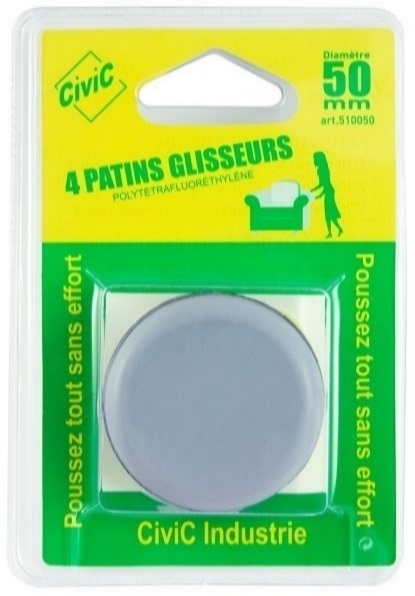 CiviC
Diamètre
50
mm
art.510050
4 PATINS GLISSEURS
POLYTÉTRAFLUORÉTHYLÈNE
Poussez tout sans effort
Poussez tout sans effort
CiviC Industrie